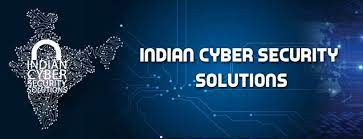 INDIAN
CYBER
SECURITY
SOLUTIONS
INDIAN CYBER SECURITY
SOLUTIONS